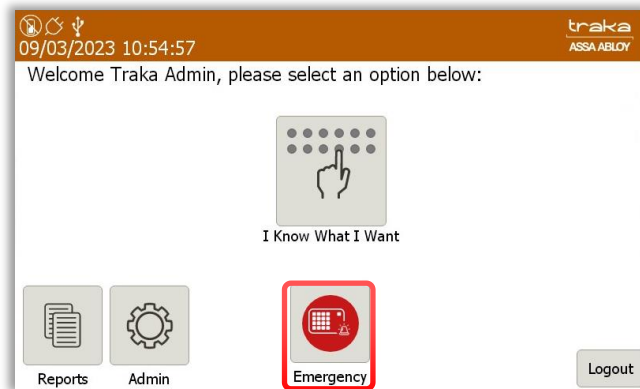 traka
09/03/2023 10:54:57
ASSA ABLOY
Welcome Traka Admin, please select an option below:
I Know What I Want
Reports
Admin
Emergency
Logout